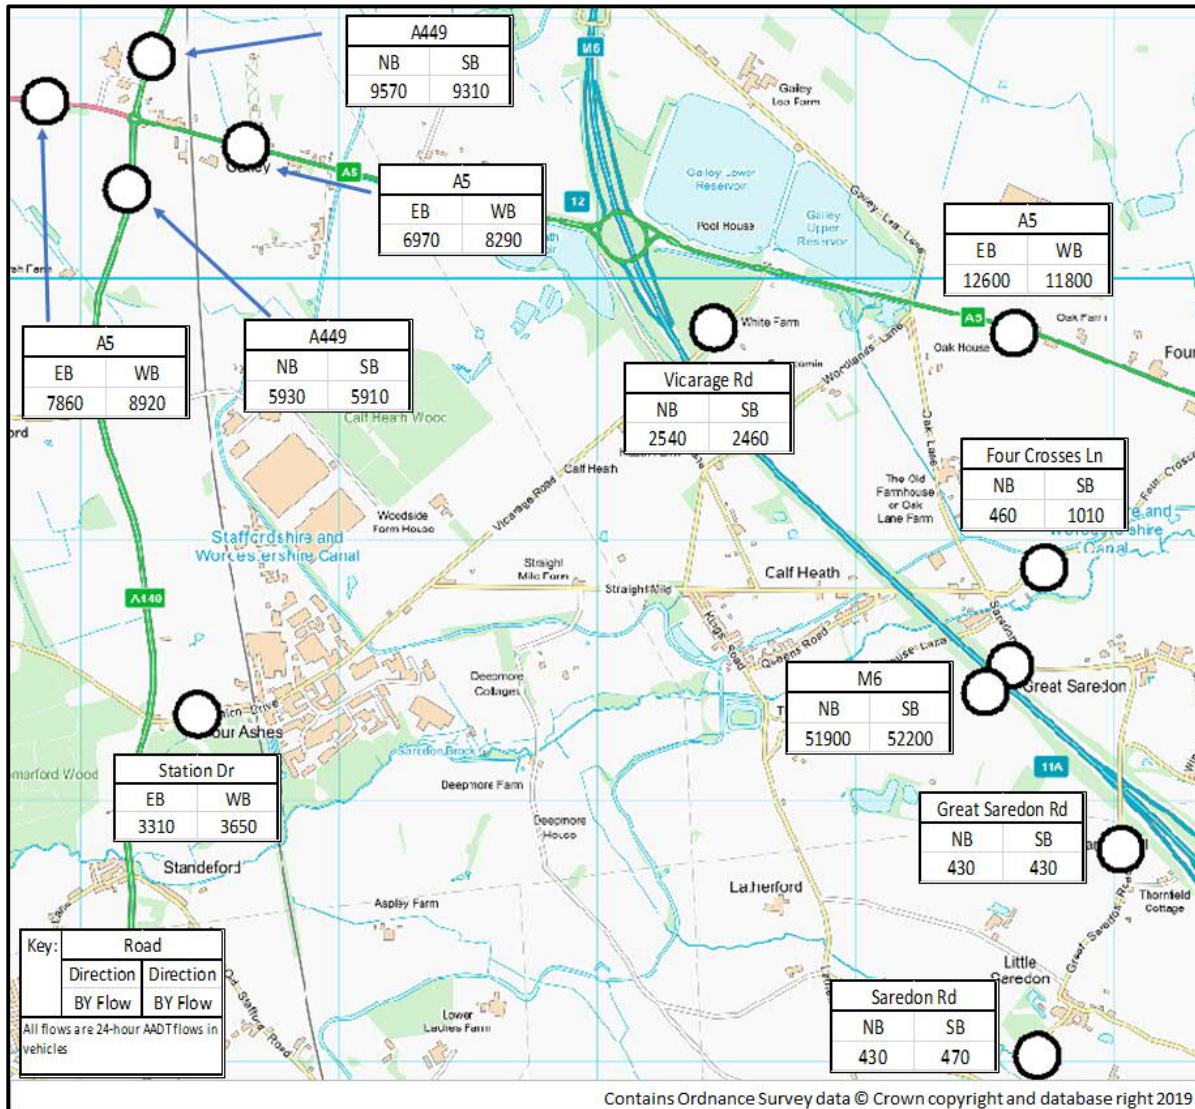 A449
NB SB
9570 9310
M6
Gailey
Lea Farm
Gailey
A5
A5
EB WB
6970 8290
12
Gailey Lower
Reservoir
Pool House
Gailey
Upper
Reservoir
Gailey Lea Lane
A5
EB WB
12600 11800
A5
Oak Farm
Oak House
Four
A5
EB WB
7860 8920
A449
NB SB
5930 5910
White Farm
Woodlands Lane
Vicarage Rd
NB SB
2540 2460
Calf Heath Wood
Calf Heath
Vicarage Road
Oak Lane
The Old
Farmhouse
or Oak
Lane Farm
Four Crosses Ln
NB SB
460 1010
Woodside
Farm House
Staffordshire and
Worcestershire Canal
Canal
Straight
Mile Farm
Straight Mile
Calf Heath
Kings Road
Queens Road
Saredon
Great Saredon
M6
NB SB
51900 52200
Deepmore
Cottages
Saredon Brook
Deepmore Farm
Deepmore
House
Four Ashes
Station Dr
EB WB
3310 3650
11A
Great Saredon Rd
NB SB
430 430
Thornfield
Cottage
Great Saredon Road
Standeford
Aspley Farm
Latherford
Little
Saredon
Lower
Latches Farm
Old Stafford Road
Saredon Rd
NB SB
430 470
Key: Road
Direction Direction
BY Flow BY Flow
All flows are 24-hour AADT flows in
vehicles
Contains Ordnance Survey data © Crown copyright and database right 2019